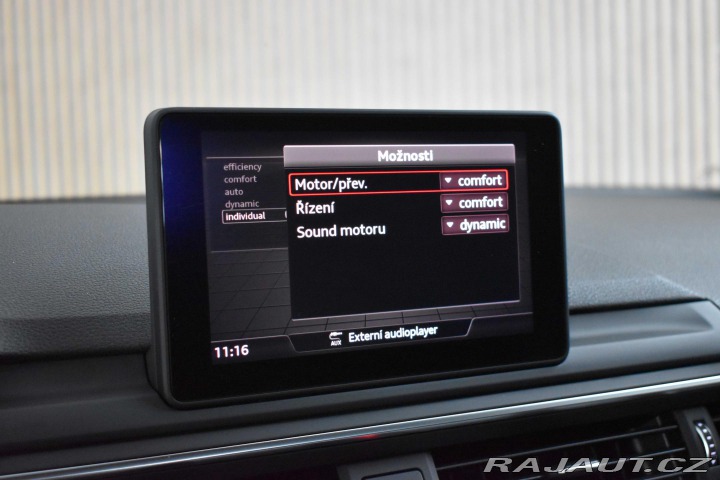 Možnosti
efficiency
comfort
auto
dynamic
individual
Motor/přev. comfort
Řízení comfort
Sound motoru dynamic
AUX Externí audioplayer
11:16
RAJAUT.CZ